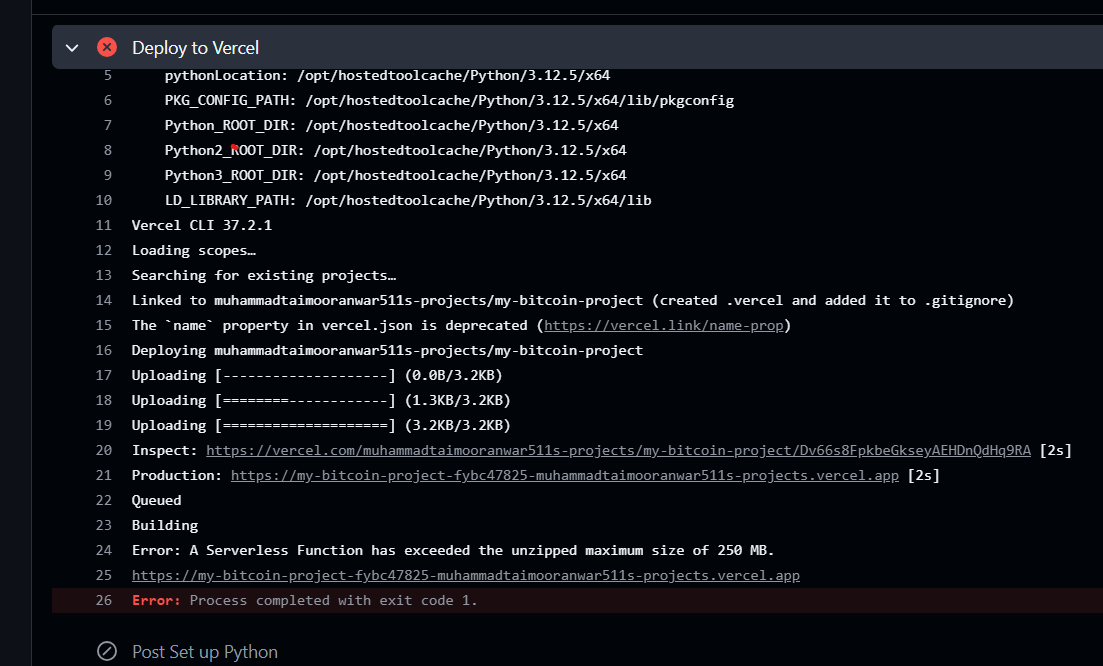 Deploy to Vercel
5 pythonLocation: /opt/hostedtoolcache/Python/3.12.5/x64
6 PKG_CONFIG_PATH: /opt/hostedtoolcache/Python/3.12.5/x64/lib/pkgconfig
7 Python_ROOT_DIR: /opt/hostedtoolcache/Python/3.12.5/x64
8 Python2_ROOT_DIR: /opt/hostedtoolcache/Python/3.12.5/x64
9 Python3_ROOT_DIR: /opt/hostedtoolcache/Python/3.12.5/x64
10 LD_LIBRARY_PATH: /opt/hostedtoolcache/Python/3.12.5/x64/lib
11 Vercel CLI 37.2.1
12 Loading scopes…
13 Searching for existing projects…
14 Linked to muhammadtaimooranwar511s-projects/my-bitcoin-project (created .vercel and added it to .gitignore)
15 The `name` property in vercel.json is deprecated (https://vercel.link/name-prop)
16 Deploying muhammadtaimooranwar511s-projects/my-bitcoin-project
17 Uploading [--------------------] (0.0B/3.2KB)
18 Uploading [========------------] (1.3KB/3.2KB)
19 Uploading [====================] (3.2KB/3.2KB)
20 Inspect: https://vercel.com/muhammadtaimooranwar511s-projects/my-bitcoin-project/Dv66s8FpkbeGkseyAEHDnQdHq9RA [2s]
21 Production: https://my-bitcoin-project-fybc47825-muhammadtaimooranwar511s-projects.vercel.app [2s]
22 Queued
23 Building
24 Error: A Serverless Function has exceeded the unzipped maximum size of 250 MB.
25 https://my-bitcoin-project-fybc47825-muhammadtaimooranwar511s-projects.vercel.app
26 Error: Process completed with exit code 1.
Post Set up Python